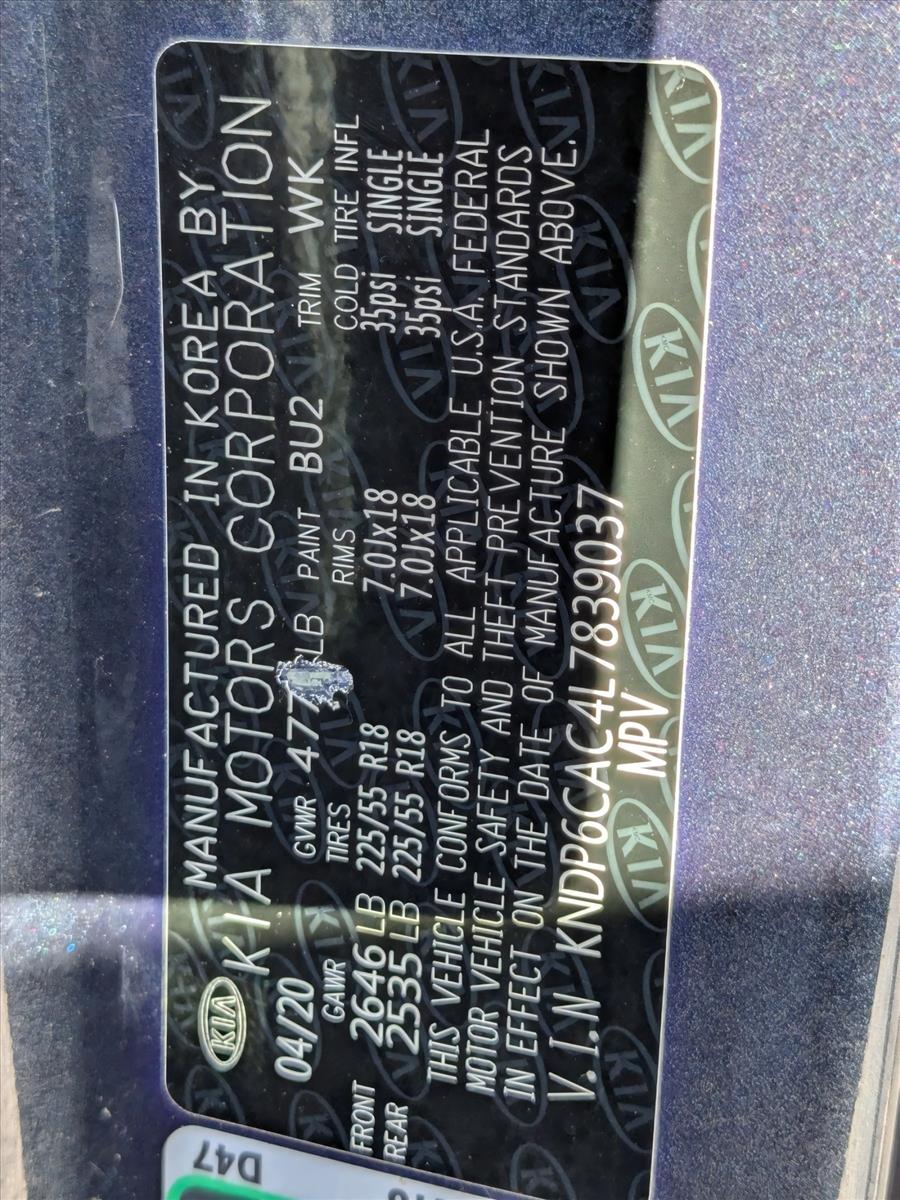 KIA
MANUFACTURED IN KOREA BY
KIA MOTORS CORPORATION
04/20 GVWR LB PAINT BU2 TRIM WK
GAWR TIRES RIMS COLD TIRE INFL
FRONT 2646 LB 225/55 R18 7.0Jx18 35psi SINGLE
REAR 2535 LB 225/55 R18 7.0Jx18 35psi SINGLE
THIS VEHICLE CONFORMS TO ALL APPLICABLE U.S.A. FEDERAL
MOTOR VEHICLE SAFETY AND THEFT PREVENTION STANDARDS
IN EFFECT ON THE DATE OF MANUFACTURE SHOWN ABOVE.
V.I.N KNDP6CAC4L7839037
MPV
D47